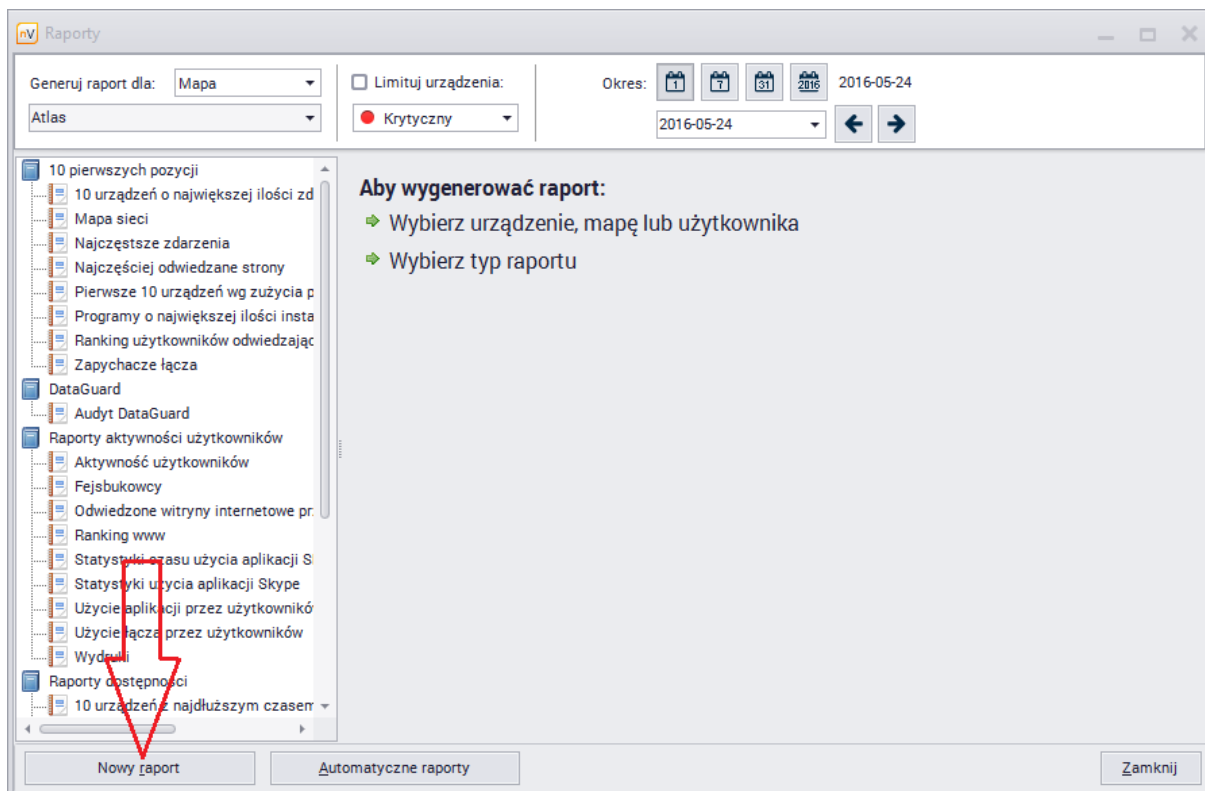 nV Raporty
Generuj raport dla: Mapa
Limituj urządzenia:
Okres: 1 7 31 2016 2016-05-24
Atlas
Krytyczny
2016-05-24
10 pierwszych pozycji
10 urządzeń o największej ilości zd
Mapa sieci
Najczęstsze zdarzenia
Najczęściej odwiedzane strony
Pierwsze 10 urządzeń wg zużycia p
Programy o największej ilości insta
Ranking użytkowników odwiedzając
Zapychacze łącza
DataGuard
Audyt DataGuard
Raporty aktywności użytkowników
Aktywność użytkowników
Fejsbukowcy
Odwiedzone witryny internetowe pr
Ranking www
Statystyki czasu użycia aplikacji S
Statystyki użycia aplikacji Skype
Użycie aplikacji przez użytkownikó
Użycie łącza przez użytkowników
Wydruki
Raporty dostępności
10 urządzeń z najdłuższym czasem
Aby wygenerować raport:
Wybierz urządzenie, mapę lub użytkownika
Wybierz typ raportu
Nowy raport
Automatyczne raporty
Zamknij